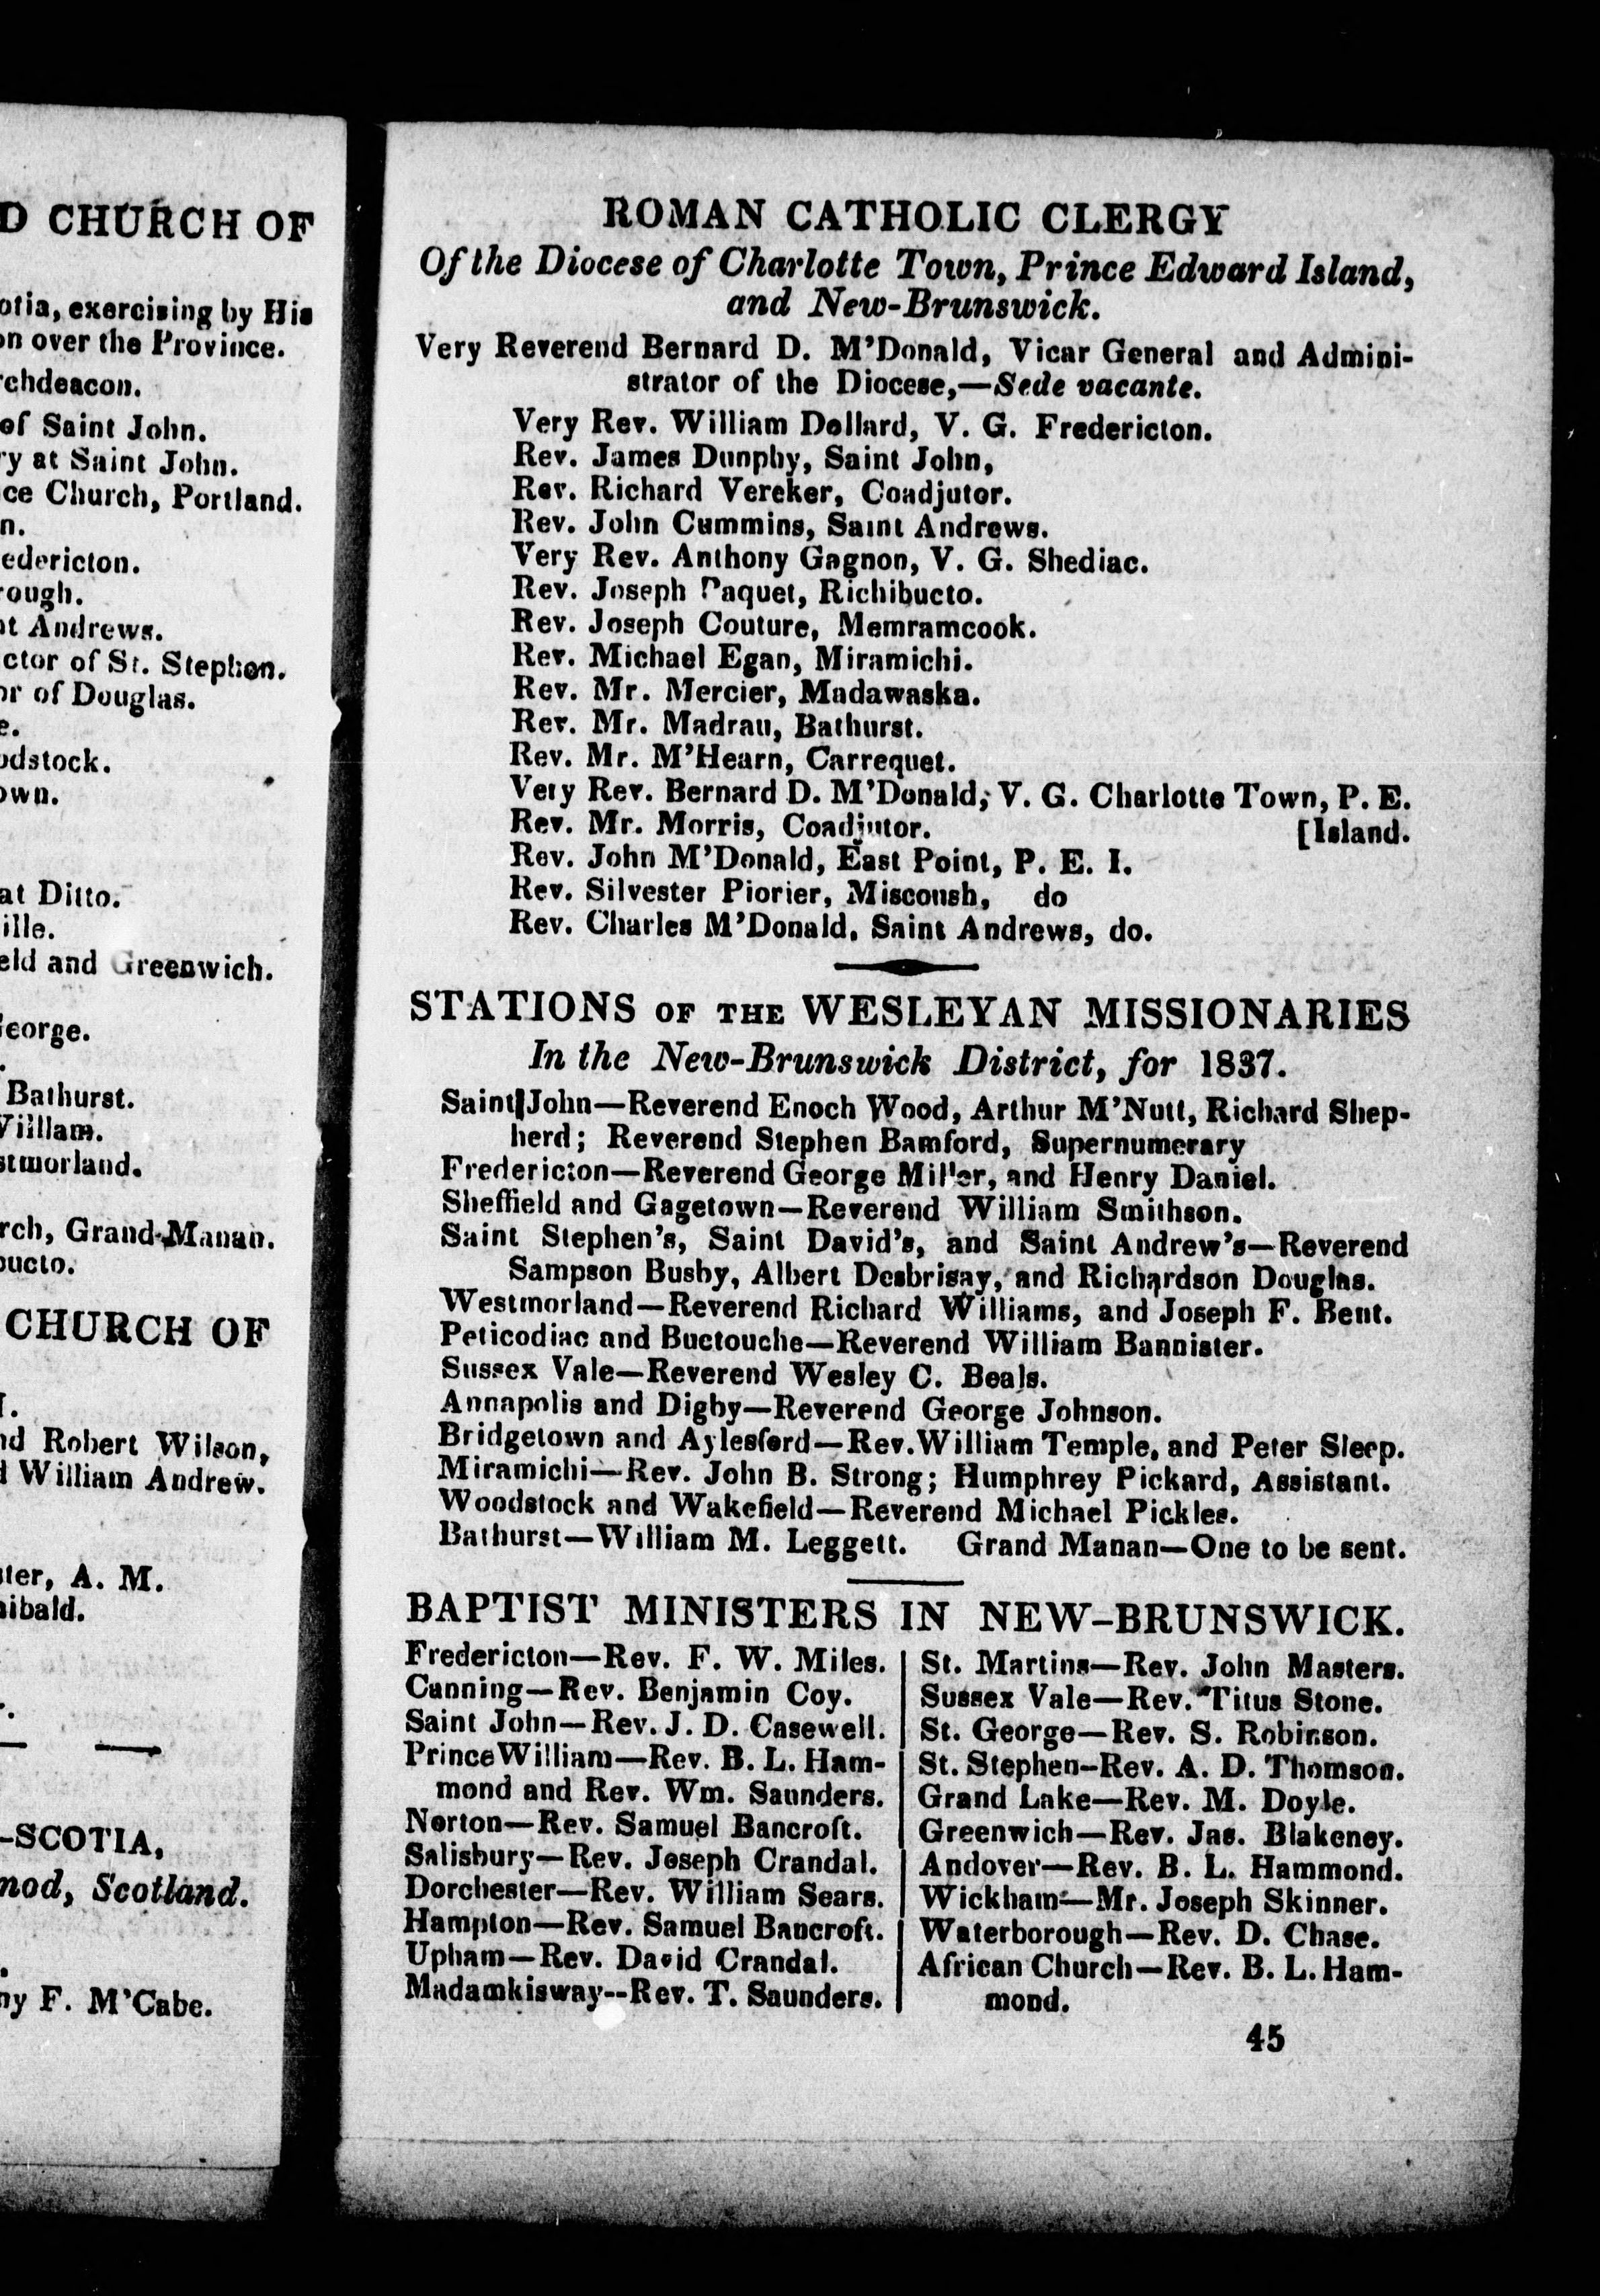 D CHURCH OF
otia, exercising by His
on over the Province.
rchdeacon.
of Saint John.
ry at Saint John.
ce Church, Portland.
n.
edericton.
rough.
nt Andrews.
ctor of St. Stephen.
or of Douglas.
e.
odstock.
own.
at Ditto.
ille.
eld and Greenwich.
George.
Bathurst.
William.
stmorland.
rch, Grand-Manan.
bucto.
CHURCH OF
I.
nd Robert Wilson,
d William Andrew.
ster, A. M.
hibald.
-SCOTIA,
nod, Scotland.
ny F. M'Cabe.
ROMAN CATHOLIC CLERGY
Of the Diocese of Charlotte Town, Prince Edward Island,
and New-Brunswick.
Very Reverend Bernard D. M'Donald, Vicar General and Admini-
strator of the Diocese,—Sede vacante.
Very Rev. William Dollard, V. G. Fredericton.
Rev. James Dunphy, Saint John,
Rev. Richard Vereker, Coadjutor.
Rev. John Cummins, Saint Andrews.
Very Rev. Anthony Gagnon, V. G. Shediac.
Rev. Joseph Paquet, Richibucto.
Rev. Joseph Couture, Memramcook.
Rev. Michael Egan, Miramichi.
Rev. Mr. Mercier, Madawaska.
Rev. Mr. Madrau, Bathurst.
Rev. Mr. M'Hearn, Carrequet.
Very Rev. Bernard D. M'Donald, V. G. Charlotte Town, P. E.
Rev. Mr. Morris, Coadjutor. [Island.
Rev. John M'Donald, East Point, P. E. I.
Rev. Silvester Piorier, Miscoush, do
Rev. Charles M'Donald, Saint Andrews, do.
STATIONS OF THE WESLEYAN MISSIONARIES
In the New-Brunswick District, for 1837.
Saint John—Reverend Enoch Wood, Arthur M'Nutt, Richard Shep-
herd; Reverend Stephen Bamford, Supernumerary
Fredericton—Reverend George Miller, and Henry Daniel.
Sheffield and Gagetown—Reverend William Smithson.
Saint Stephen's, Saint David's, and Saint Andrew's—Reverend
Sampson Busby, Albert Desbrisay, and Richardson Douglas.
Westmorland—Reverend Richard Williams, and Joseph F. Bent.
Peticodiac and Buctouche—Reverend William Bannister.
Sussex Vale—Reverend Wesley C. Beals.
Annapolis and Digby—Reverend George Johnson.
Bridgetown and Aylesford—Rev. William Temple, and Peter Sleep.
Miramichi—Rev. John B. Strong; Humphrey Pickard, Assistant.
Woodstock and Wakefield—Reverend Michael Pickles.
Bathurst—William M. Leggett. Grand Manan—One to be sent.
BAPTIST MINISTERS IN NEW-BRUNSWICK.
Fredericton—Rev. F. W. Miles.
Canning—Rev. Benjamin Coy.
Saint John—Rev. J. D. Casewell.
Prince William—Rev. B. L. Ham-
mond and Rev. Wm. Saunders.
Norton—Rev. Samuel Bancroft.
Salisbury—Rev. Joseph Crandal.
Dorchester—Rev. William Sears.
Hampton—Rev. Samuel Bancroft.
Upham—Rev. David Crandal.
Madamkisway--Rev. T. Saunders.
St. Martins—Rev. John Masters.
Sussex Vale—Rev. Titus Stone.
St. George—Rev. S. Robinson.
St. Stephen-Rev. A. D. Thomson.
Grand Lake—Rev. M. Doyle.
Greenwich—Rev. Jas. Blakeney.
Andover—Rev. B. L. Hammond.
Wickham—Mr. Joseph Skinner.
Waterborough—Rev. D. Chase.
African Church—Rev. B. L. Ham-
mond.
45